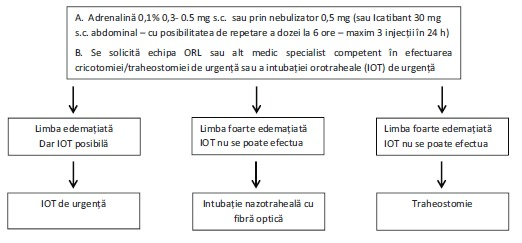 A. Adrenalină 0,1% 0,3- 0.5 mg s.c. sau prin nebulizator 0,5 mg (sau Icatibant 30 mg
s.c. abdominal – cu posibilitatea de repetare a dozei la 6 ore – maxim 3 injecții în 24 h)
B. Se solicită echipa ORL sau alt medic specialist competent în efectuarea
cricotomiei/traheostomiei de urgență sau a intubației orotraheale (IOT) de urgență
Limba edemațiată
Dar IOT posibilă
Limba foarte edemațiată
IOT nu se poate efectua
Limba foarte edemațiată
IOT nu se poate efectua
IOT de urgență
Intubație nazotraheală cu
fibră optică
Traheostomie